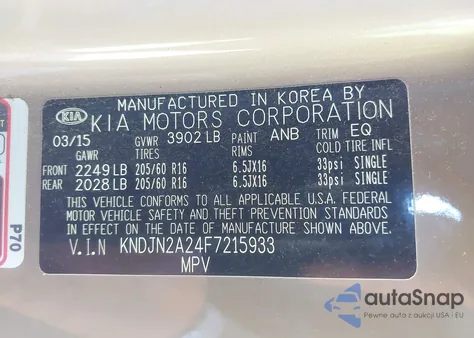 MANUFACTURED IN KOREA BY
KIA KIA MOTORS CORPORATION
03/15 GVWR 3902 LB PAINT ANB TRIM EQ
GAWR TIRES RIMS COLD TIRE INFL
FRONT 2249 LB 205/60 R16 6.5JX16 33psi SINGLE
REAR 2028 LB 205/60 R16 6.5JX16 33psi SINGLE
THIS VEHICLE CONFORMS TO ALL APPLICABLE U.S.A. FEDERAL
MOTOR VEHICLE SAFETY AND THEFT PREVENTION STANDARDS
IN EFFECT ON THE DATE OF MANUFACTURE SHOWN ABOVE.
V.I.N KNDJN2A24F7215933
MPV
P70
autoSnap
Pewne auto z aukcji USA i EU